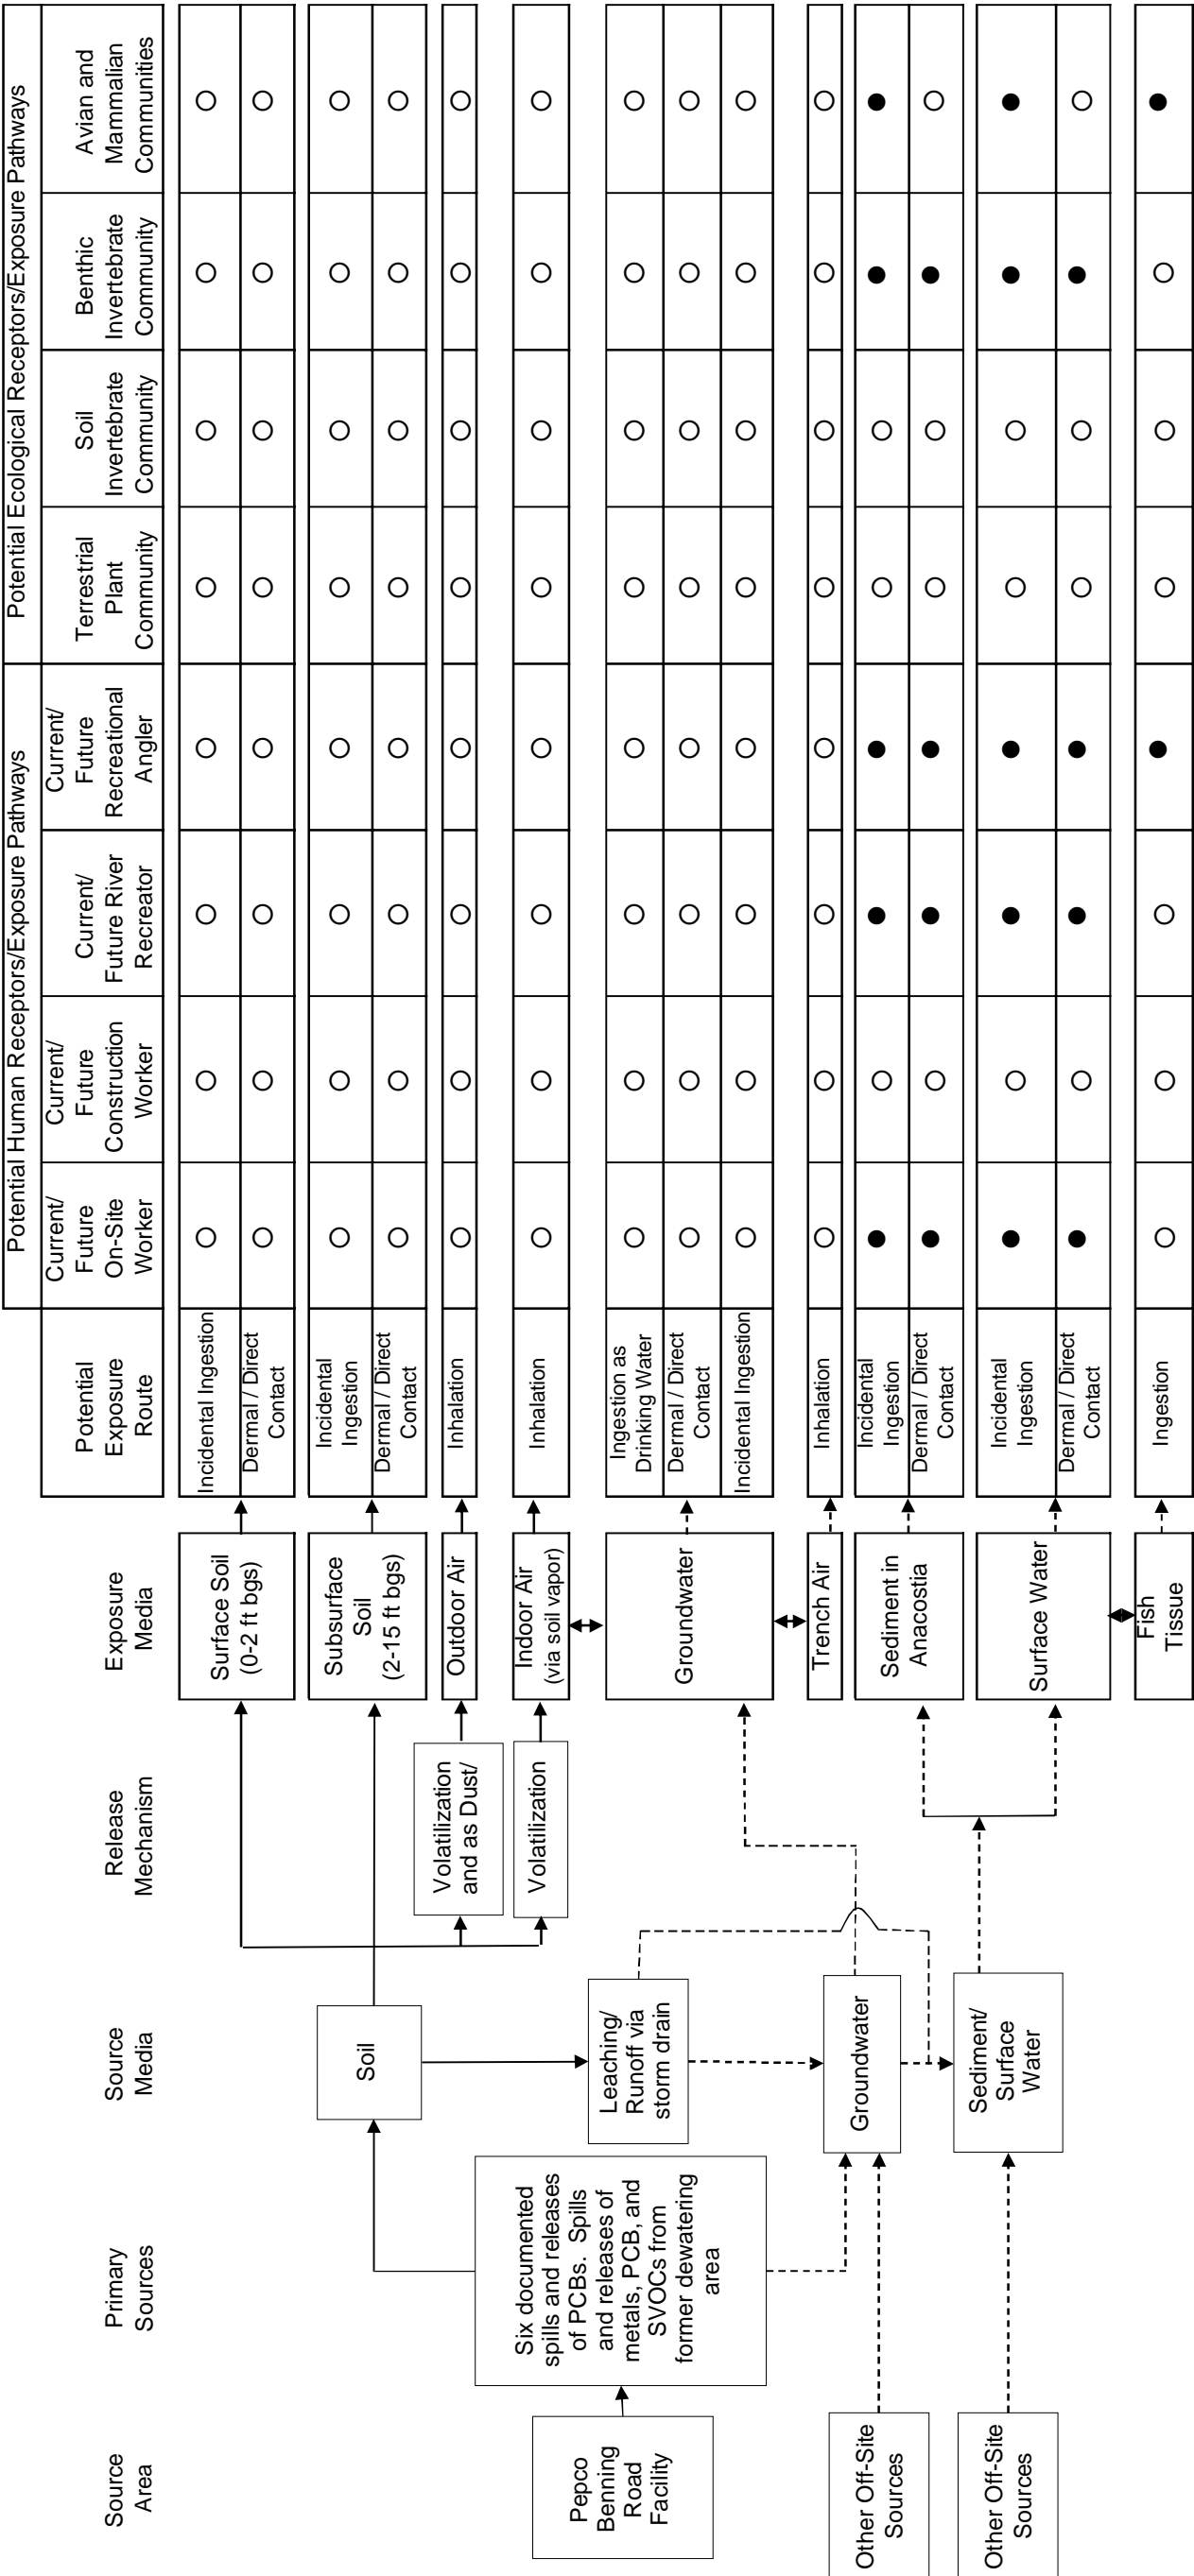 Potential Human Receptors/Exposure Pathways
Potential Ecological Receptors/Exposure Pathways
Source
Area
Primary
Sources
Source
Media
Release
Mechanism
Exposure
Media
Potential
Exposure
Route
Current/
Future
On-Site
Worker
Current/
Future
Construction
Worker
Current/
Future River
Recreator
Current/
Future
Recreational
Angler
Terrestrial
Plant
Community
Soil
Invertebrate
Community
Benthic
Invertebrate
Community
Avian and
Mammalian
Communities
Surface Soil
(0-2 ft bgs)
Incidental Ingestion
Dermal / Direct
Contact
Soil
Subsurface
Soil
(2-15 ft bgs)
Incidental
Ingestion
Dermal / Direct
Contact
Volatilization
and as Dust/
Outdoor Air
Inhalation
Volatilization
Indoor Air
(via soil vapor)
Inhalation
Pepco
Benning
Road
Facility
Six documented
spills and releases
of PCBs.  Spills
and releases of
metals, PCB, and
SVOCs from
former dewatering
area
Leaching/
Runoff via
storm drain
Groundwater
Ingestion as
Drinking Water
Dermal / Direct
Contact
Incidental Ingestion
Trench Air
Inhalation
Other Off-Site
Sources
Groundwater
Sediment in
Anacostia
Incidental
Ingestion
Dermal / Direct
Contact
Other Off-Site
Sources
Sediment/
Surface
Water
Surface Water
Incidental
Ingestion
Dermal / Direct
Contact
Fish
Tissue
Ingestion